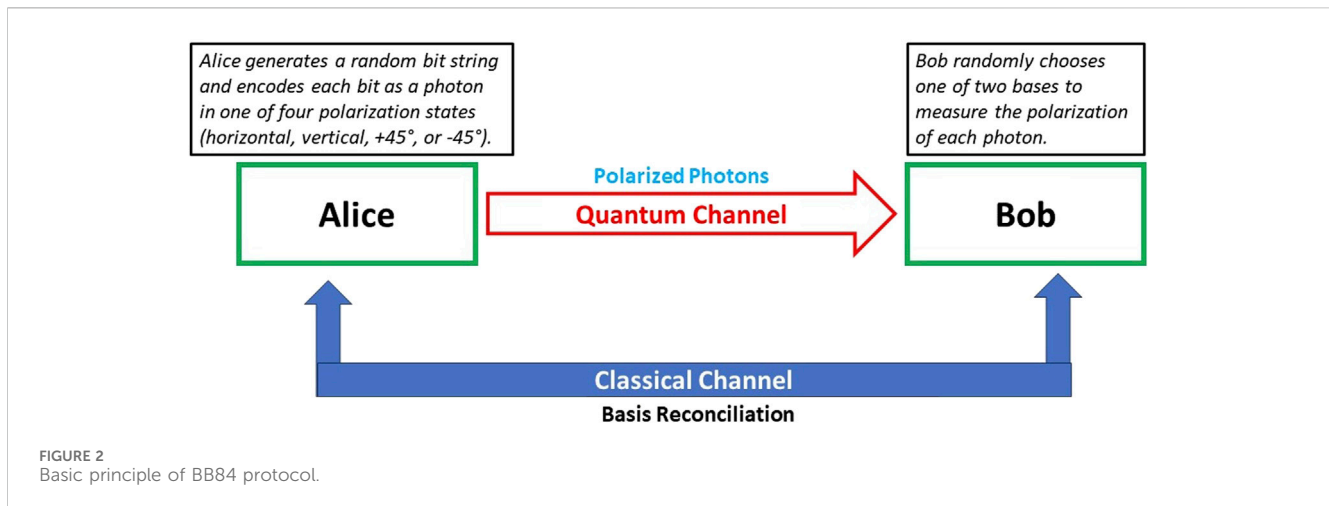 Alice generates a random bit string
and encodes each bit as a photon
in one of four polarization states
(horizontal, vertical, +45°, or -45°).
Bob randomly chooses
one of two bases to
measure the polarization
of each photon.
Alice
Polarized Photons
Quantum Channel
Bob
Classical Channel
Basis Reconciliation
FIGURE 2
Basic principle of BB84 protocol.